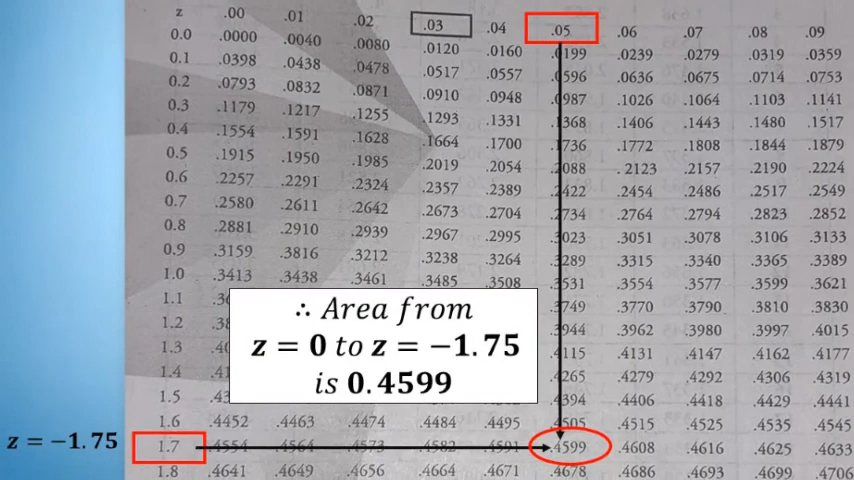 z .00 .01 .02 .03 .04 .05 .06 .07 .08 .09
0.0 .0000 .0040 .0080 .0120 .0160 .0199 .0239 .0279 .0319 .0359
0.1 .0398 .0438 .0478 .0517 .0557 .0596 .0636 .0675 .0714 .0753
0.2 .0793 .0832 .0871 .0910 .0948 .0987 .1026 .1064 .1103 .1141
0.3 .1179 .1217 .1255 .1293 .1331 .1368 .1406 .1443 .1480 .1517
0.4 .1554 .1591 .1628 .1664 .1700 .1736 .1772 .1808 .1844 .1879
0.5 .1915 .1950 .1985 .2019 .2054 .2088 .2123 .2157 .2190 .2224
0.6 .2257 .2291 .2324 .2357 .2389 .2422 .2454 .2486 .2517 .2549
0.7 .2580 .2611 .2642 .2673 .2704 .2734 .2764 .2794 .2823 .2852
0.8 .2881 .2910 .2939 .2967 .2995 .3023 .3051 .3078 .3106 .3133
0.9 .3159 .3816 .3212 .3238 .3264 .3289 .3315 .3340 .3365 .3389
1.0 .3413 .3438 .3461 .3485 .3508 .3531 .3554 .3577 .3599 .3621
1.1 .3749 .3770 .3790 .3810 .3830
1.2 .3944 .3962 .3980 .3997 .4015
1.3 .4115 .4131 .4147 .4162 .4177
1.4 .4265 .4279 .4292 .4306 .4319
1.5 .4394 .4406 .4418 .4429 .4441
∴ Area from
z = 0 to z = −1.75
is 0.4599
1.6 .4452 .4463 .4474 .4484 .4495 .4505 .4515 .4525 .4535 .4545
z = −1.75
1.7 .4554 .4564 .4573 .4582 .4591 .4599 .4608 .4616 .4625 .4633
1.8 .4641 .4649 .4656 .4664 .4671 .4678 .4686 .4693 .4699 .4706